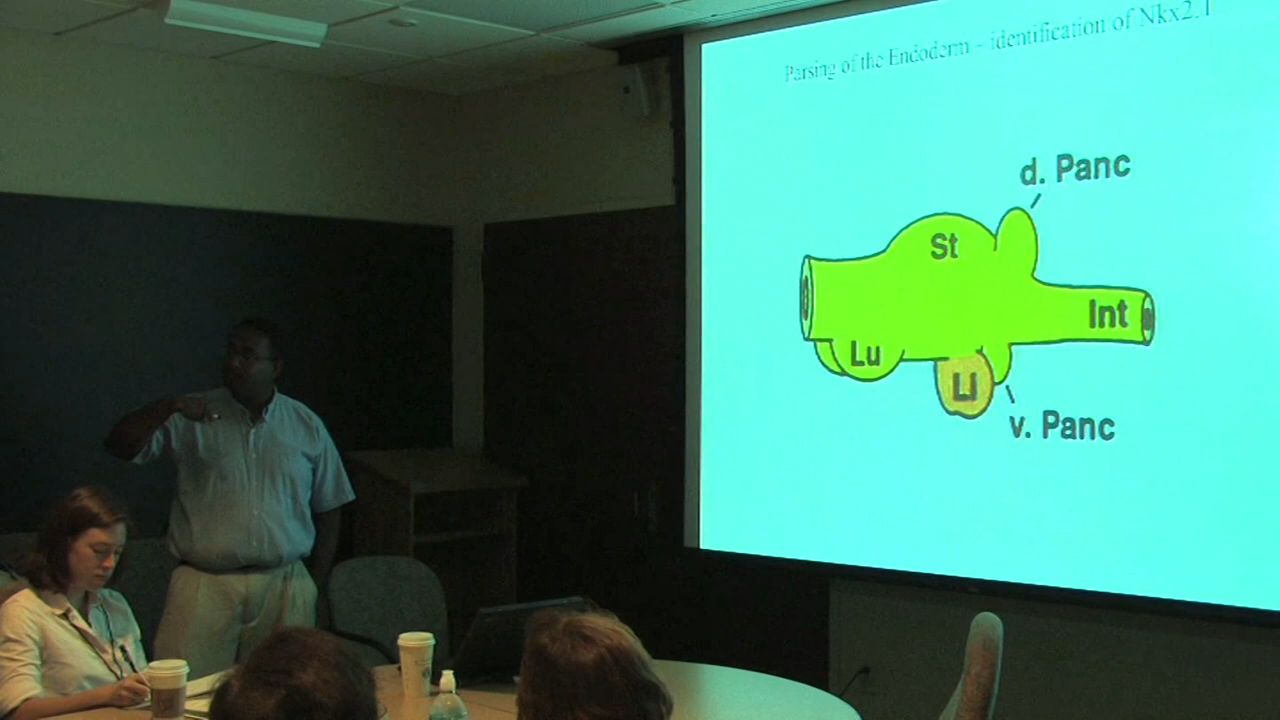 Parsing of the Endoderm – identification of Nkx2.1
d. Panc
St
Int
Lu
LI
v. Panc